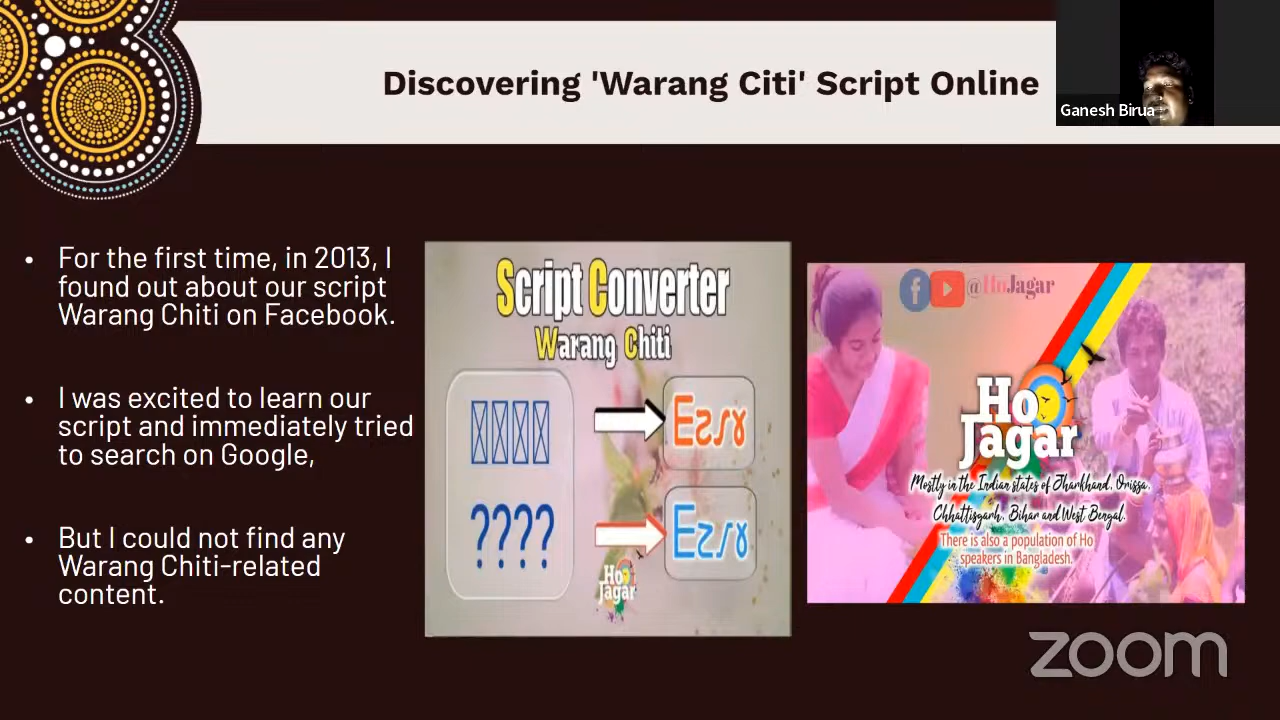 Discovering 'Warang Citi' Script Online
Ganesh Birua
• For the first time, in 2013, I
found out about our script
Warang Chiti on Facebook.
• I was excited to learn our
script and immediately tried
to search on Google,
• But I could not find any
Warang Chiti-related
content.
Script Converter
Warang Chiti
????
Ho
Jagar
@HoJagar
Ho
Jagar
Mostly in the Indian states of Jharkhand, Orissa,
Chhattisgarh, Bihar and West Bengal.
There is also a population of Ho
speakers in Bangladesh.
zoom